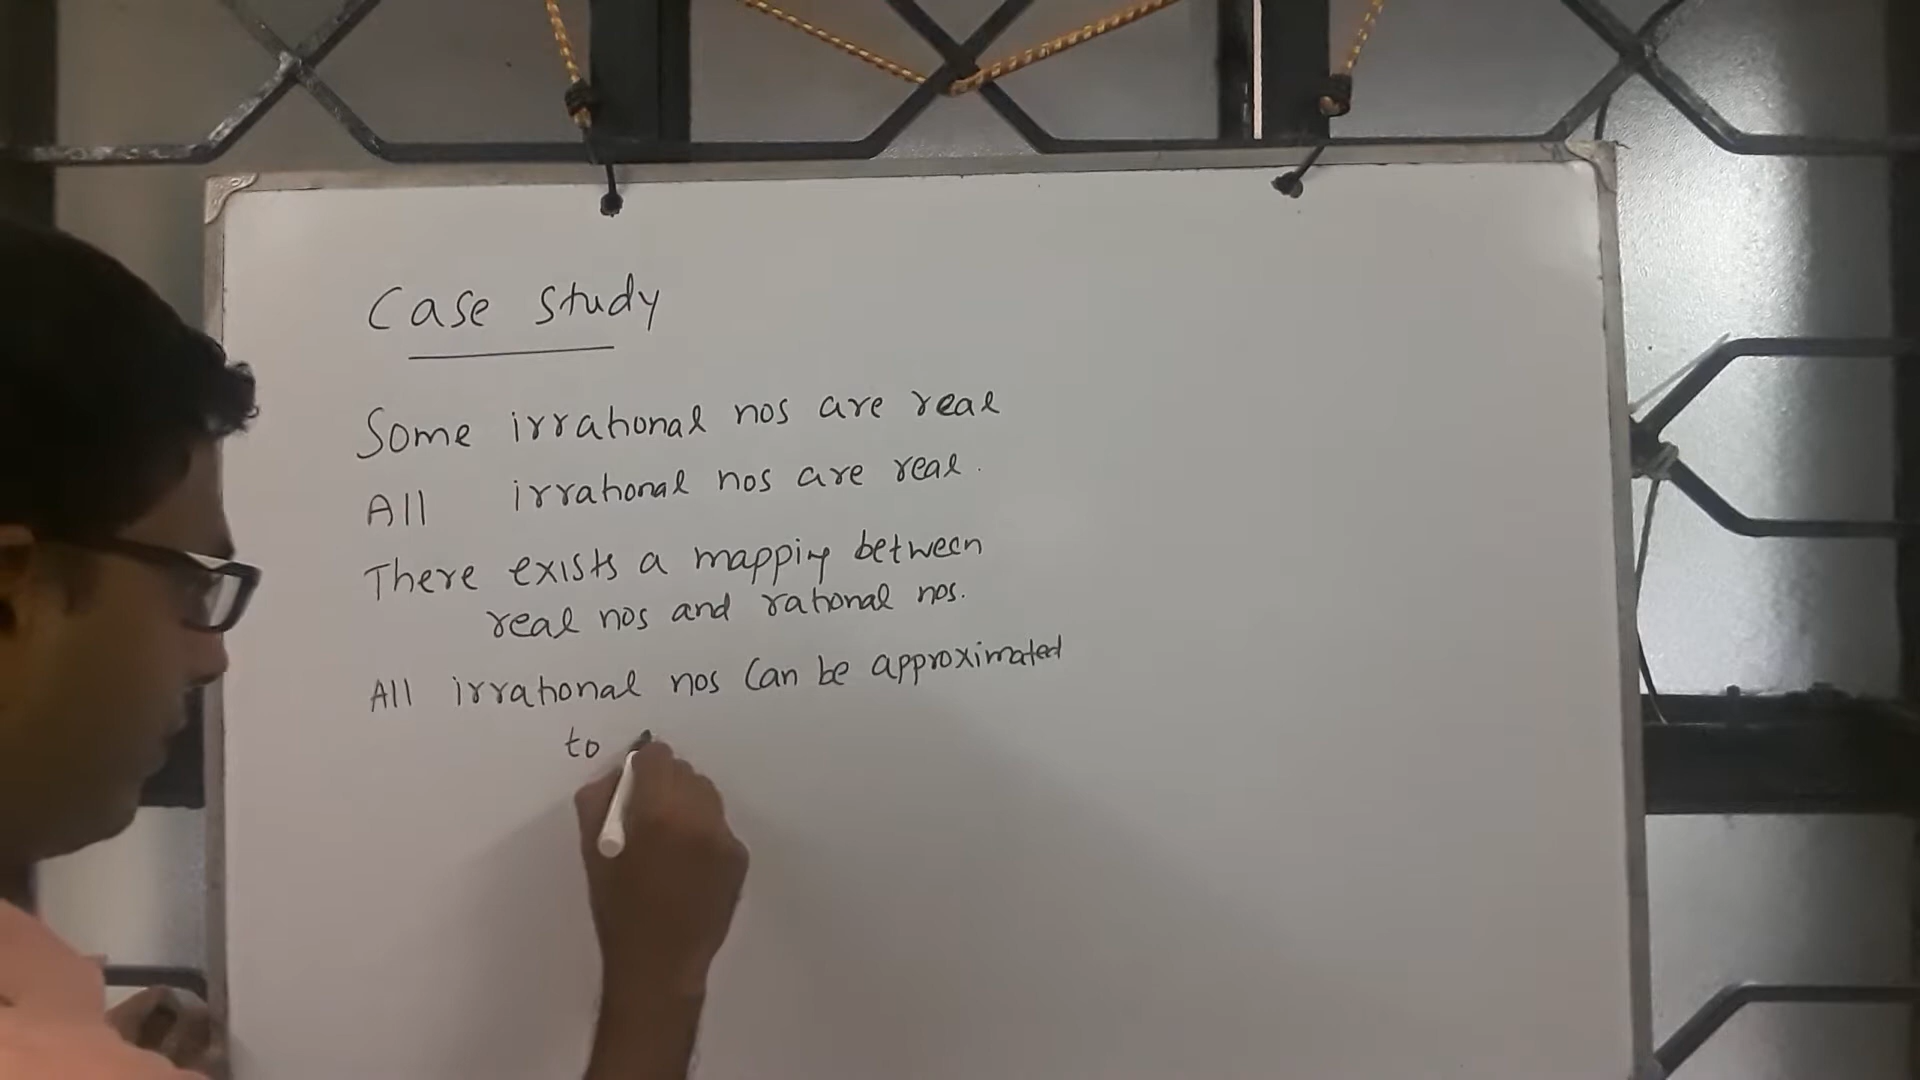 Case study
Some irrational nos are real
All irrational nos are real.
There exists a mapping between
real nos and rational nos.
All irrational nos can be approximated
to